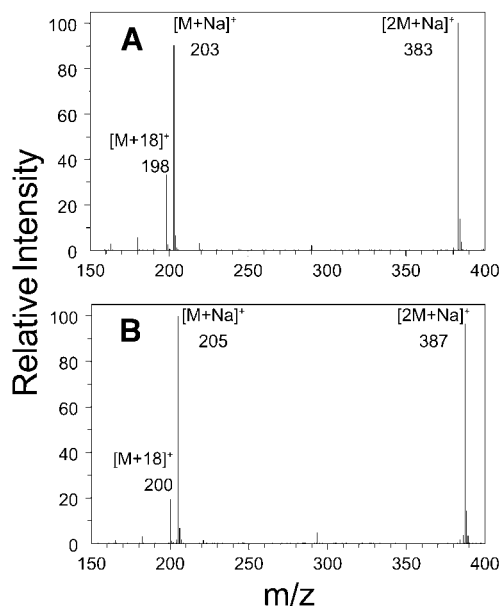 Relative Intensity
A
100
80
60
40
20
0
[M+Na]⁺
203
[2M+Na]⁺
383
[M+18]⁺
198
150 200 250 300 350 400
B
100
80
60
40
20
0
[M+Na]⁺
205
[2M+Na]⁺
387
[M+18]⁺
200
150 200 250 300 350 400
m/z